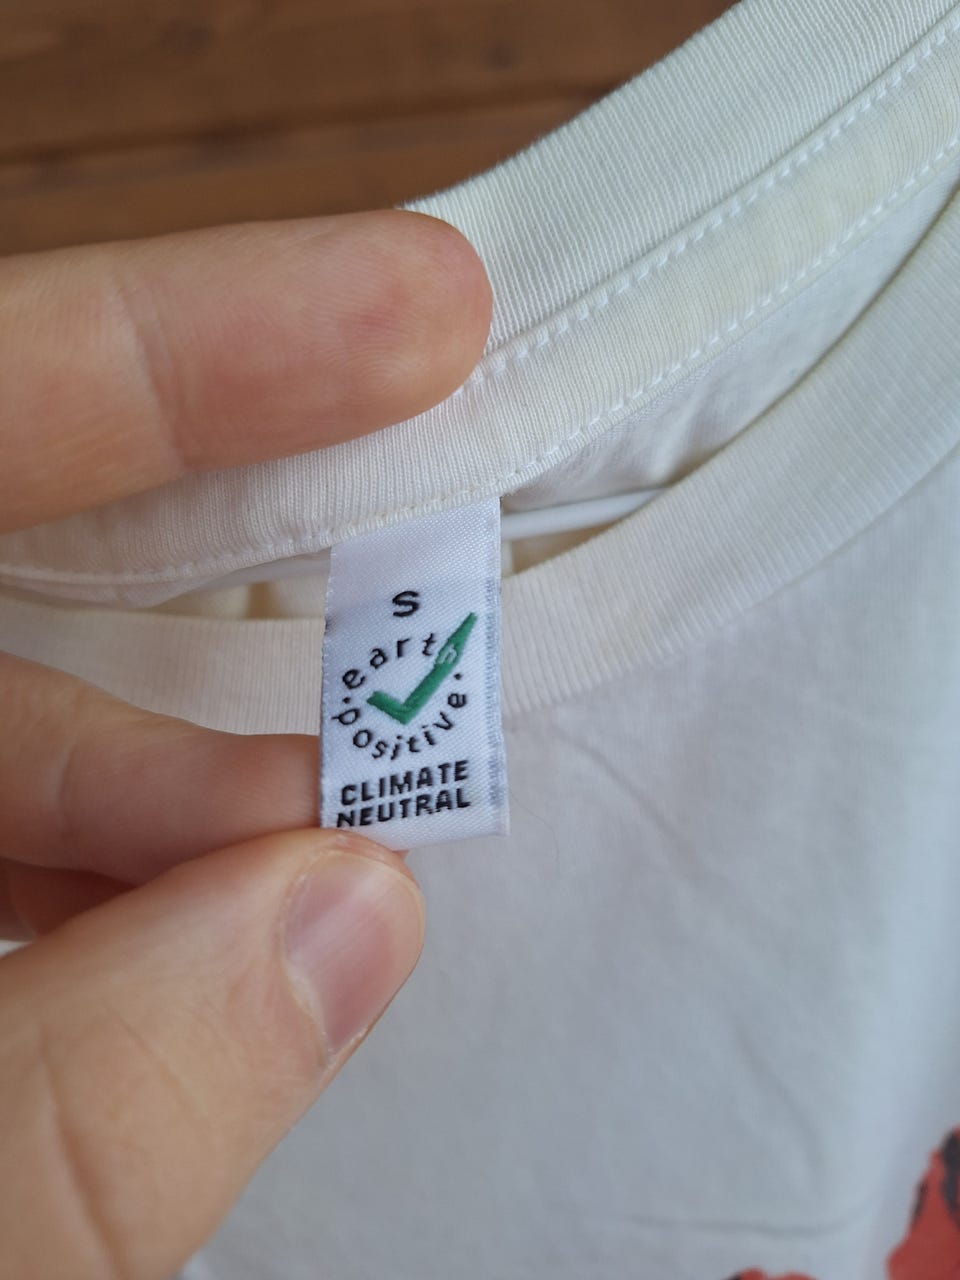 S
earth
positive
CLIMATE
NEUTRAL